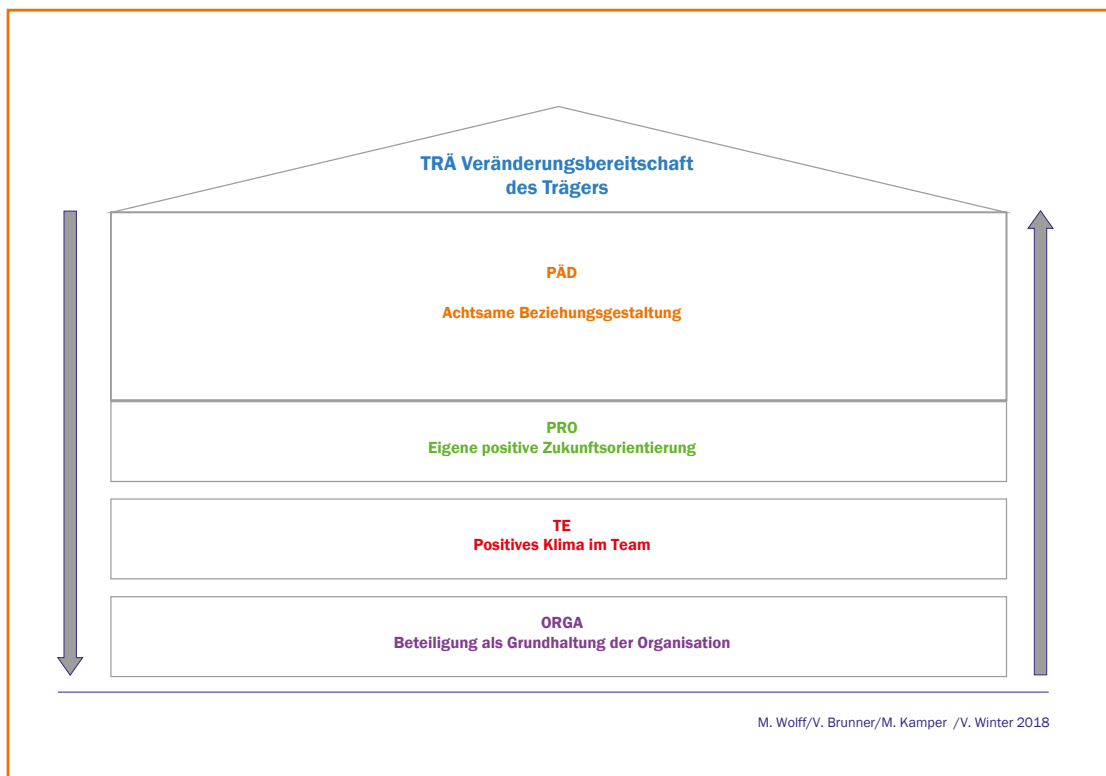 TRÄ Veränderungsbereitschaft
des Trägers
PÄD
Achtsame Beziehungsgestaltung
PRO
Eigene positive Zukunftsorientierung
TE
Positives Klima im Team
ORGA
Beteiligung als Grundhaltung der Organisation
M. Wolff/V. Brunner/M. Kamper /V. Winter 2018